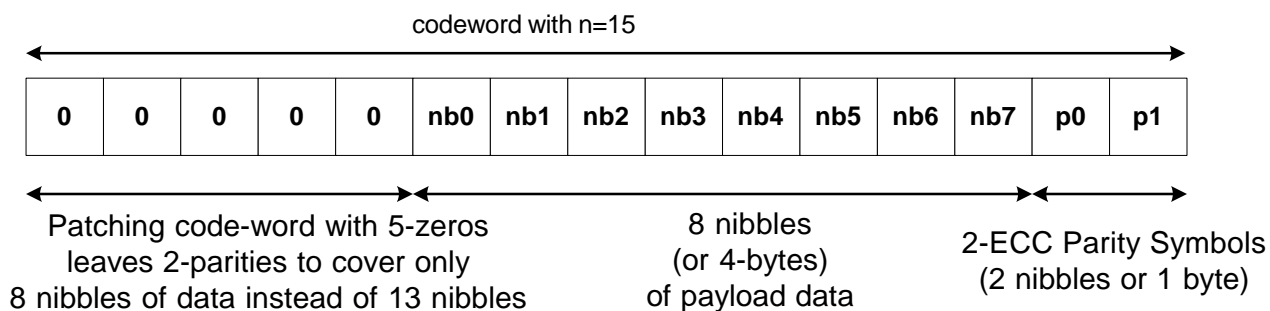 codeword with n=15
0 0 0 0 0 nb0 nb1 nb2 nb3 nb4 nb5 nb6 nb7 p0 p1
Patching code-word with 5-zeros
leaves 2-parities to cover only
8 nibbles of data instead of 13 nibbles
8 nibbles
(or 4-bytes)
of payload data
2-ECC Parity Symbols
(2 nibbles or 1 byte)